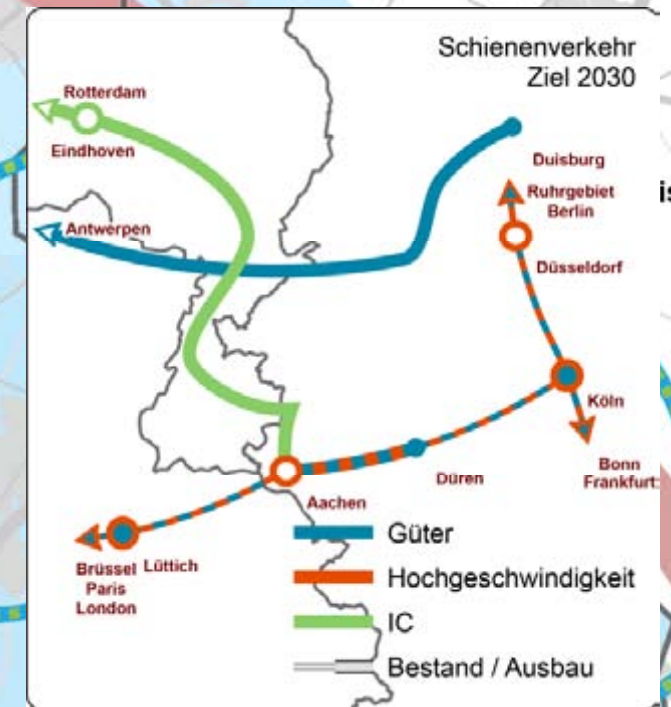 Schienenverkehr
Ziel 2030
Rotterdam
Eindhoven
Antwerpen
Duisburg
Ruhrgebiet
Berlin
Düsseldorf
Köln
Bonn
Frankfurt
Düren
Aachen
Lüttich
Brüssel
Paris
London
Güter
Hochgeschwindigkeit
IC
Bestand / Ausbau